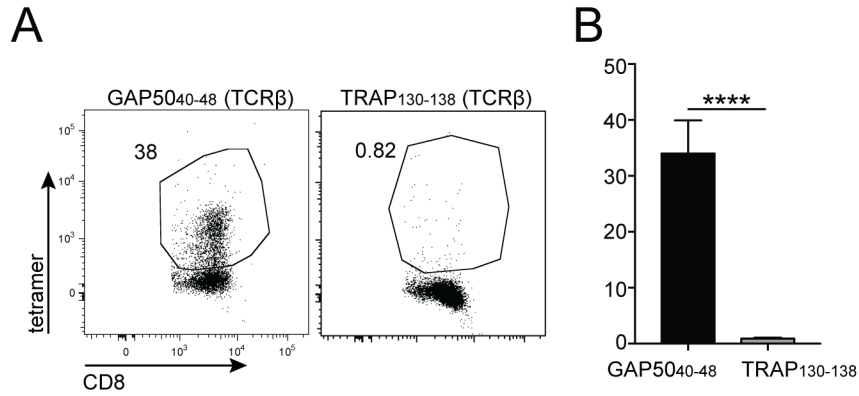 A
B
GAP5040-48 (TCRβ)
TRAP130-138 (TCRβ)
10^5
10^4
10^3
0
38
0.82
tetramer
0 10^3 10^4 10^5
CD8
50
40
30
20
10
0
****
GAP5040-48
TRAP130-138